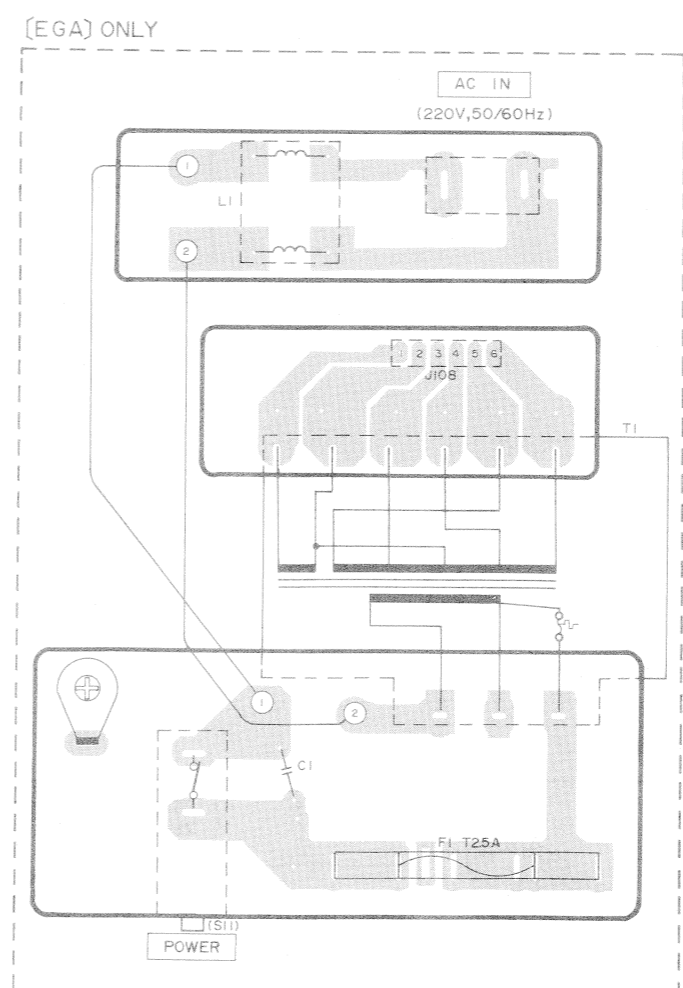 [EGA] ONLY
AC IN
(220V,50/60Hz)
1
L1
2
1 2 3 4 5 6
J108
T1
1
2
C1
F1 T2.5A
(S11)
POWER